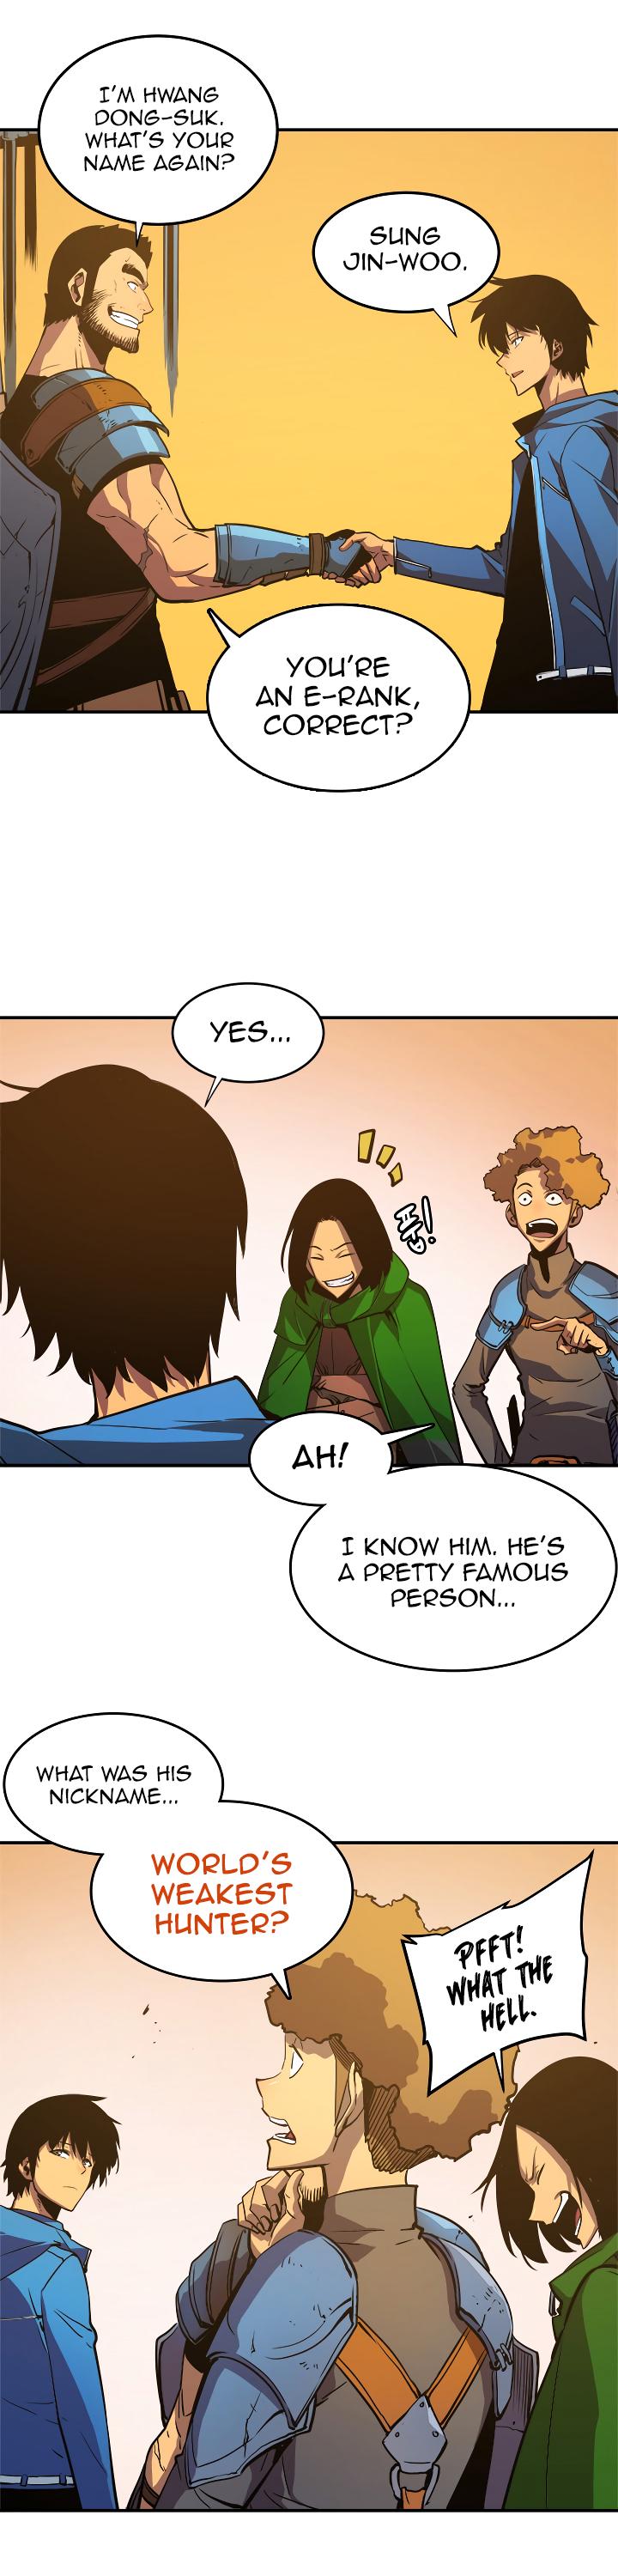 I'M HWANG
DONG-SUK.
WHAT'S YOUR
NAME AGAIN?
SUNG
JIN-WOO.
YOU'RE
AN E-RANK,
CORRECT?
YES...
풉!
AH!
I KNOW HIM. HE'S
A PRETTY FAMOUS
PERSON...
WHAT WAS HIS
NICKNAME...
WORLD'S
WEAKEST
HUNTER?
PFFT!
WHAT THE
HELL.